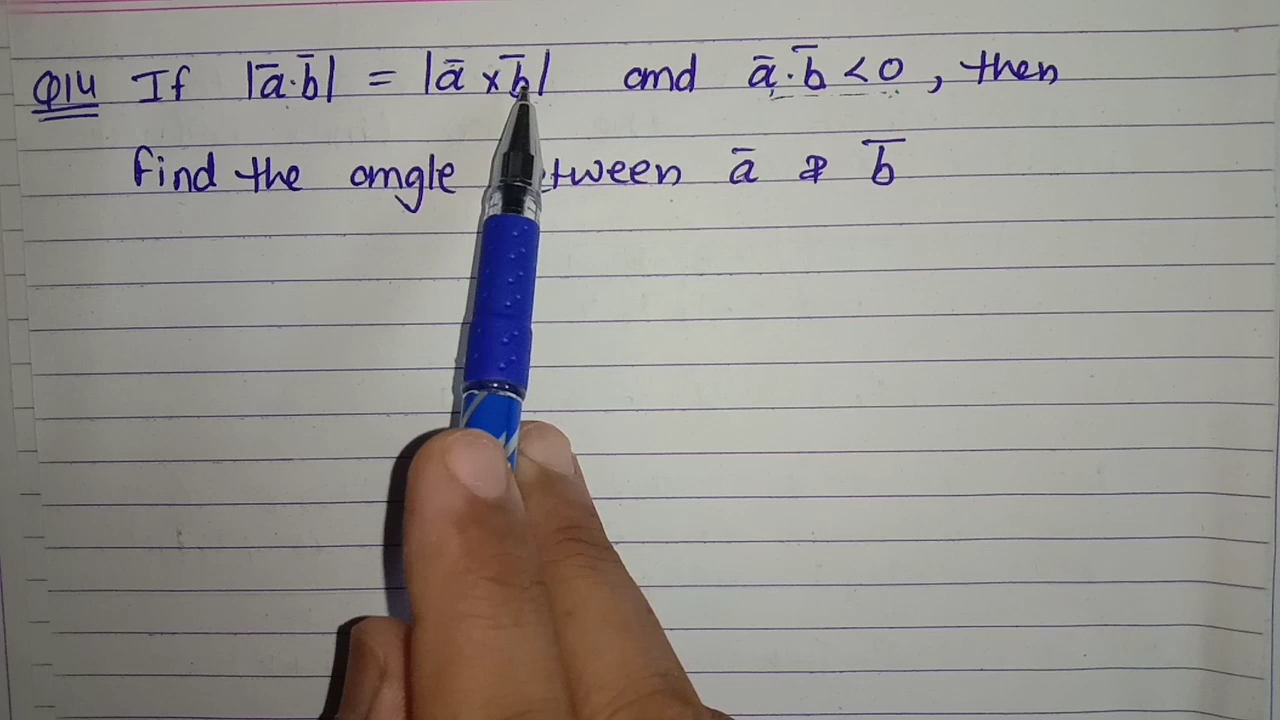 Q14 If |a̅·b̅| = |a̅ × b̅| and a̅·b̅ < 0, then
find the angle between a̅ & b̅